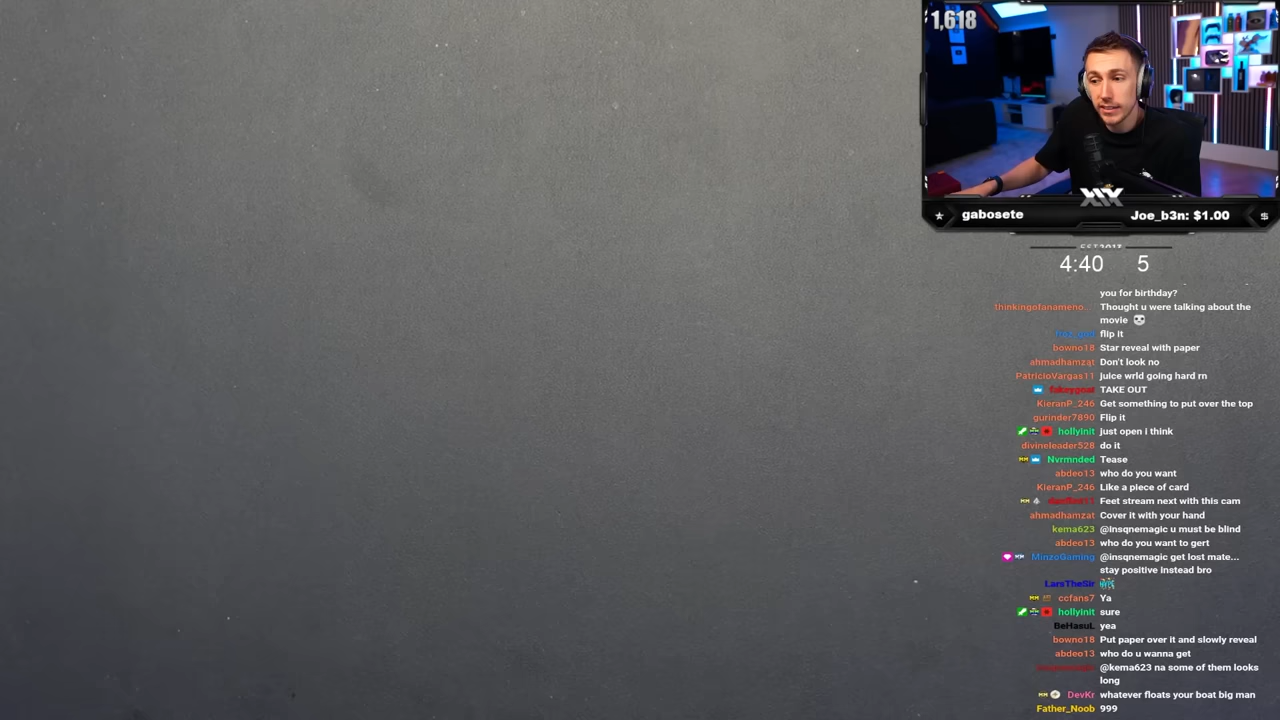 1,618
XIX
gabosete
Joe_b3n: $1.00
4:40
5
you for birthday?
thinkingofanameno... Thought u were talking about the
movie
flip it
bowno18 Star reveal with paper
ahmadhamzat Don't look no
PatricioVargas11 juice wrld going hard rn
TAKE OUT
KieranP_246 Get something to put over the top
gurinder7890 Flip it
hollyinit just open i think
divineleader528 do it
Nvrmnded Tease
abdeo13 who do you want
KieranP_246 Like a piece of card
Feet stream next with this cam
ahmadhamzat Cover it with your hand
kema623 @insqnemagic u must be blind
abdeo13 who do you want to gert
MinzoGaming @insqnemagic get lost mate...
stay positive instead bro
LarsTheSir
ccfans7 Ya
hollyinit sure
BeHasuL yea
bowno18 Put paper over it and slowly reveal
abdeo13 who do u wanna get
@kema623 na some of them looks
long
DevKr whatever floats your boat big man
Father_Noob 999